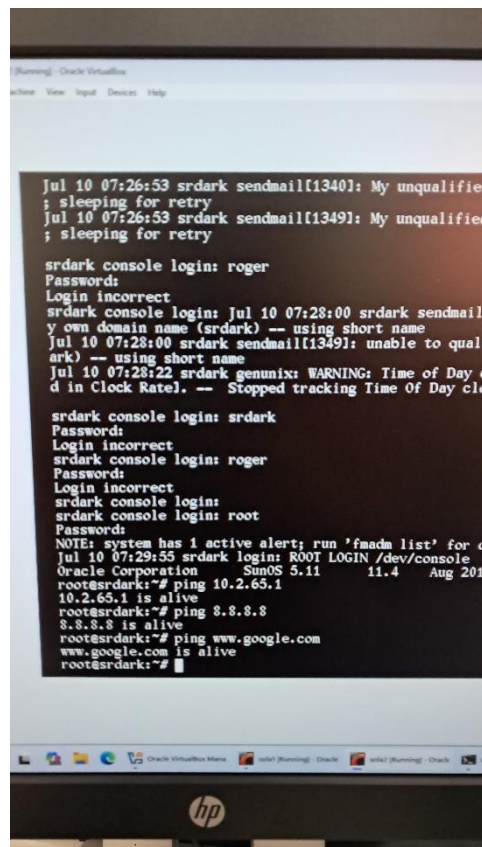 [Running] - Oracle VirtualBox
achine View Input Devices Help
Jul 10 07:26:53 srdark sendmail[1340]: My unqualifie
; sleeping for retry
Jul 10 07:26:53 srdark sendmail[1349]: My unqualifie
; sleeping for retry
srdark console login: roger
Password:
Login incorrect
srdark console login: Jul 10 07:28:00 srdark sendmail
y own domain name (srdark) -- using short name
Jul 10 07:28:00 srdark sendmail[1349]: unable to qual
ark) -- using short name
Jul 10 07:28:22 srdark genunix: WARNING: Time of Day
d in Clock Rate]. -- Stopped tracking Time Of Day clo
srdark console login: srdark
Password:
Login incorrect
srdark console login: roger
Password:
Login incorrect
srdark console login:
srdark console login: root
Password:
NOTE: system has 1 active alert; run 'fmadm list' for
Jul 10 07:29:55 srdark login: ROOT LOGIN /dev/console
Oracle Corporation SunOS 5.11 11.4 Aug 201
root@srdark:~# ping 10.2.65.1
10.2.65.1 is alive
root@srdark:~# ping 8.8.8.8
8.8.8.8 is alive
root@srdark:~# ping www.google.com
www.google.com is alive
root@srdark:~#
Oracle VirtualBox Mana
[Running] - Oracle
[Running] - Oracle
hp